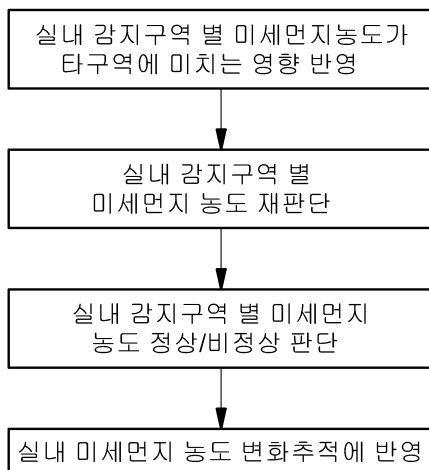 실내 감지구역 별 미세먼지농도가
타구역에 미치는 영향 반영
실내 감지구역 별
미세먼지 농도 재판단
실내 감지구역 별 미세먼지
농도 정상/비정상 판단
실내 미세먼지 농도 변화추적에 반영